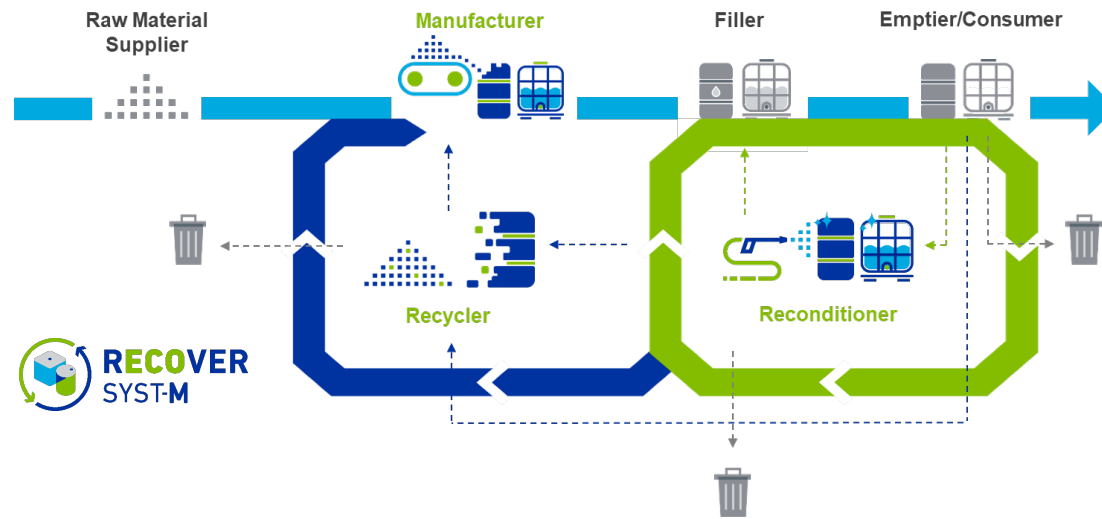 Raw Material
Supplier
Manufacturer
Filler
Emptier/Consumer
Recycler
Reconditioner
RECOVER
SYST-M